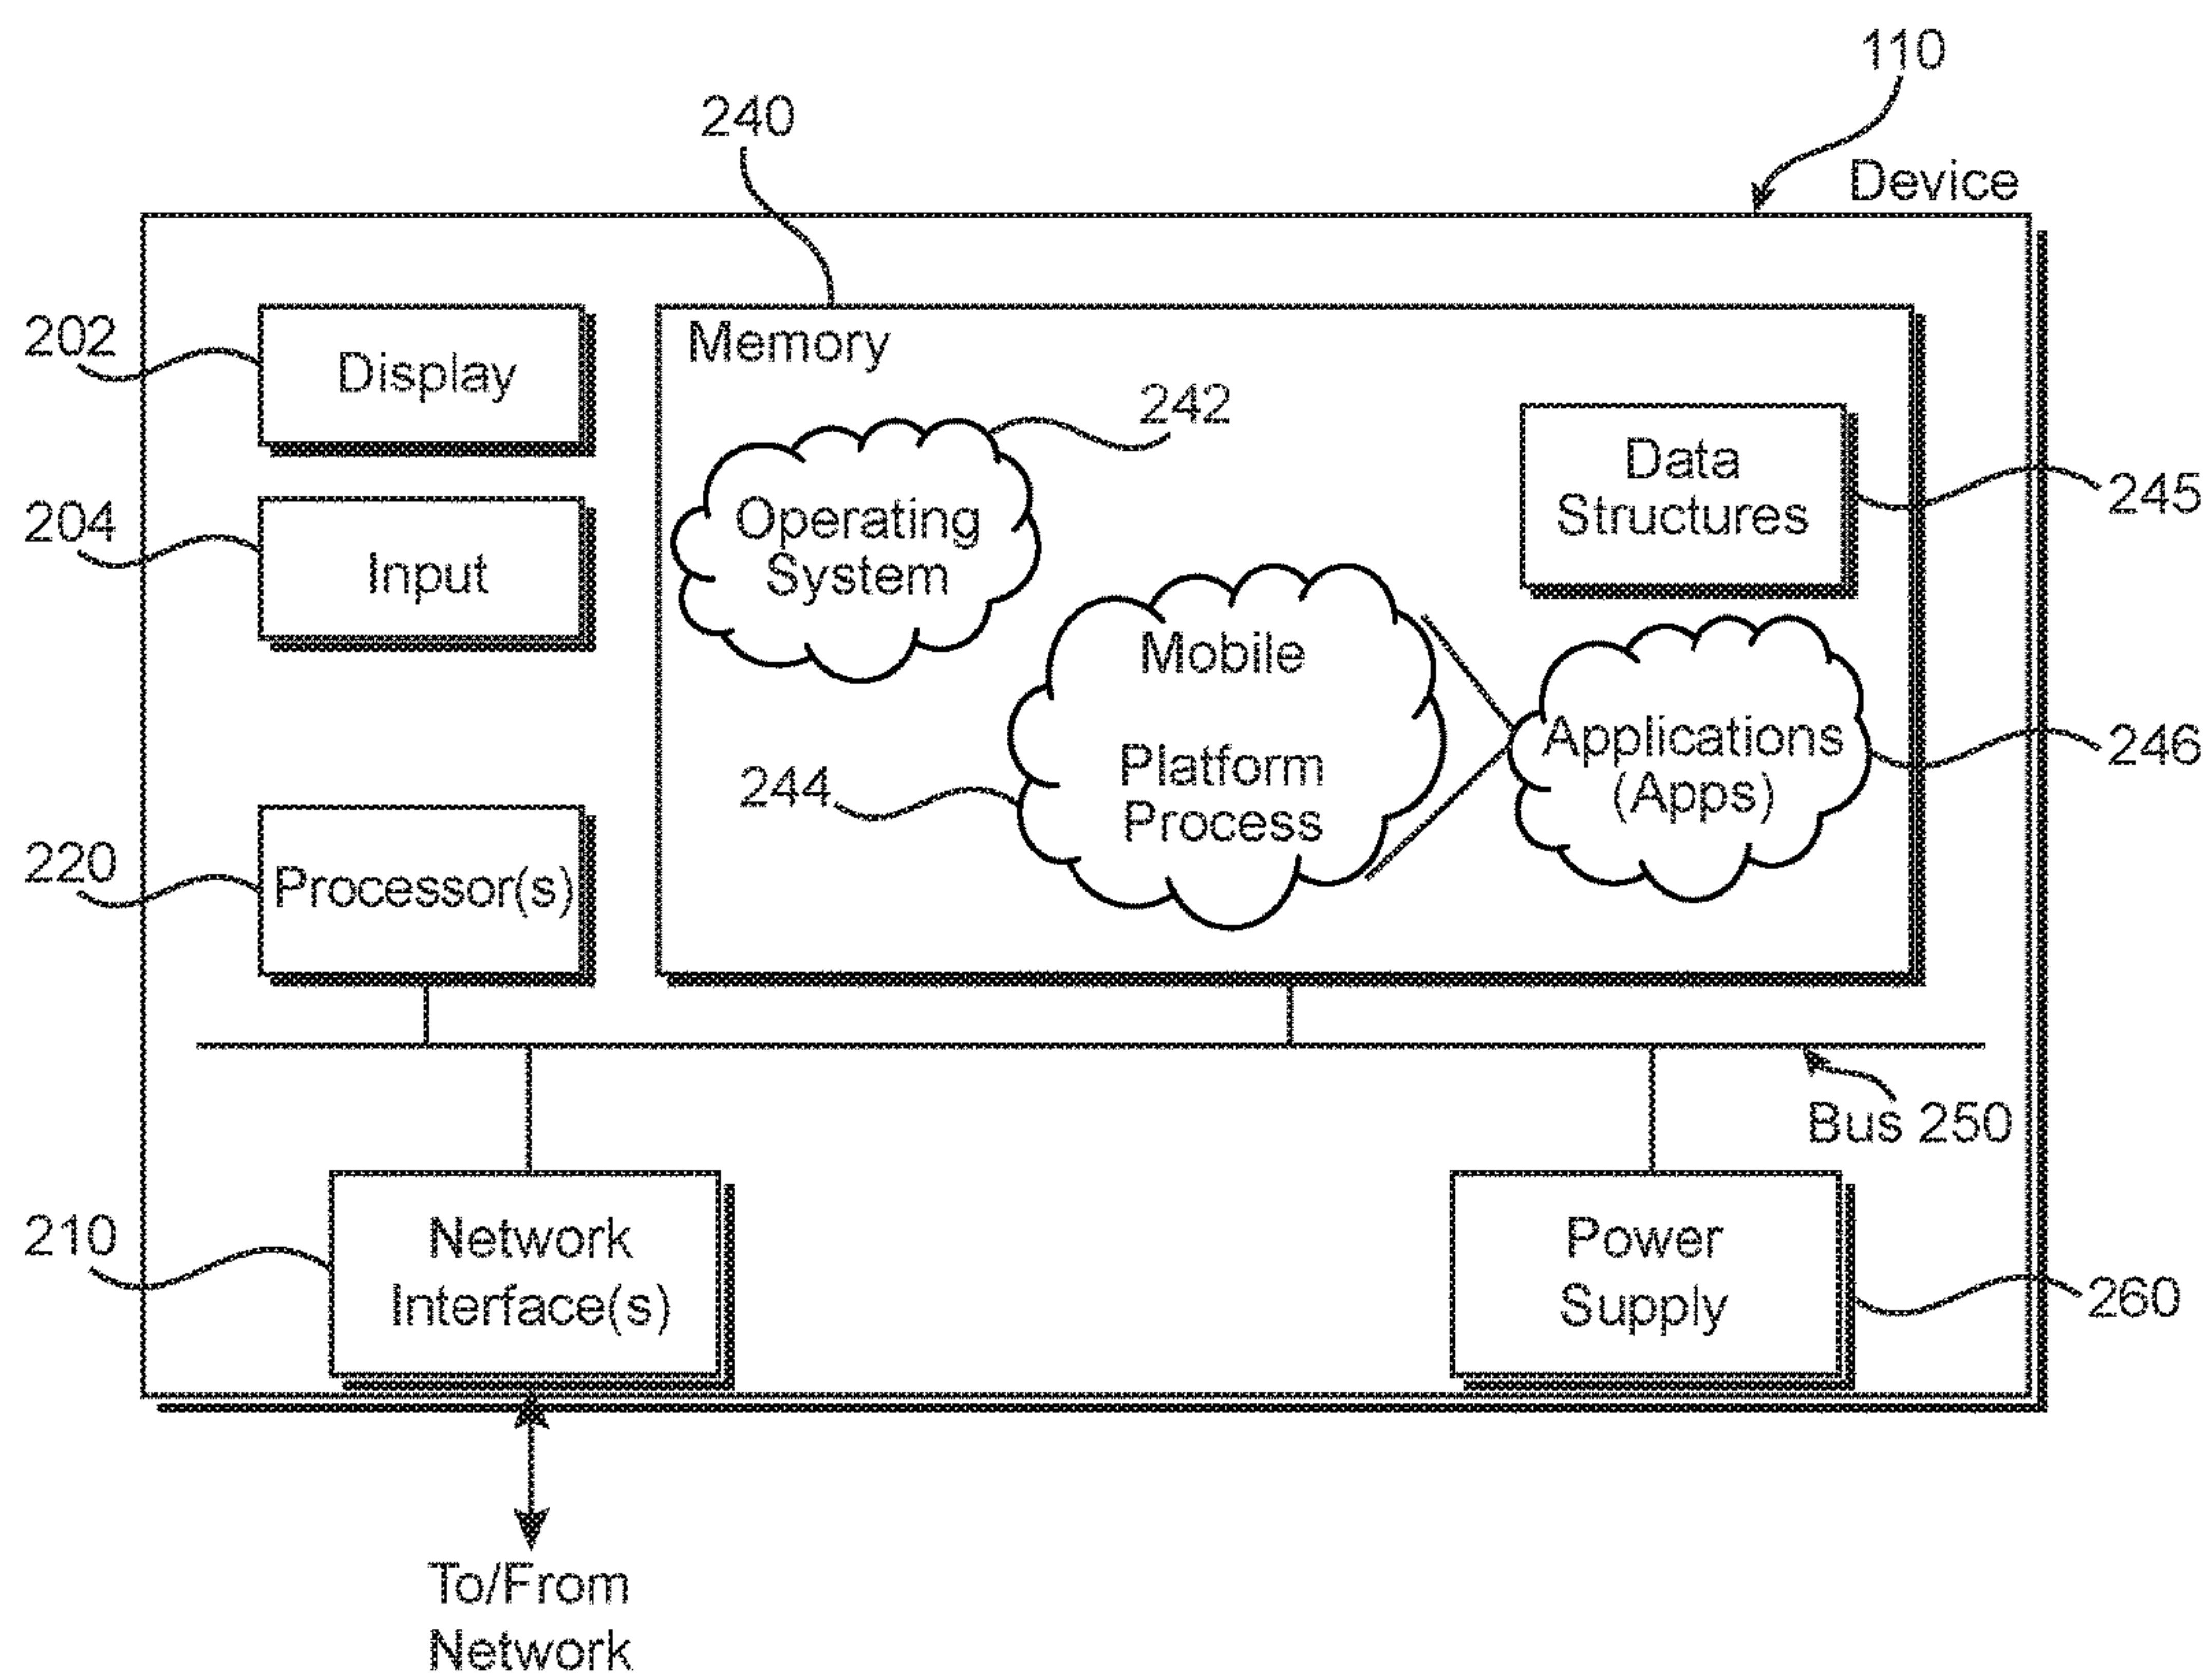 110
240
Device
202
Display
Memory
242
204
Input
Operating
System
Data
Structures
245
Mobile
Platform
Process
244
Applications
(Apps)
246
220
Processor(s)
Bus 250
210
Network
Interface(s)
Power
Supply
260
To/From
Network